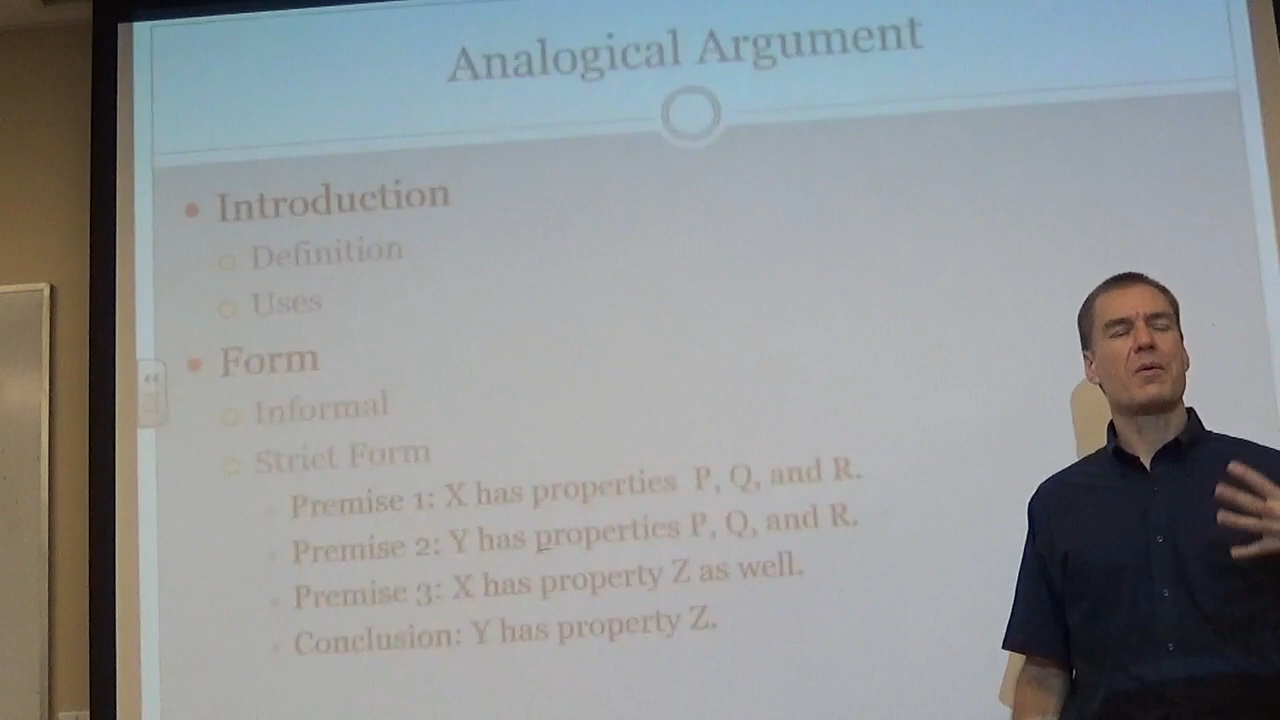 Analogical Argument
Introduction
Definition
Uses
Form
Informal
Strict Form
Premise 1: X has properties P, Q, and R.
Premise 2: Y has properties P, Q, and R.
Premise 3: X has property Z as well.
Conclusion: Y has property Z.